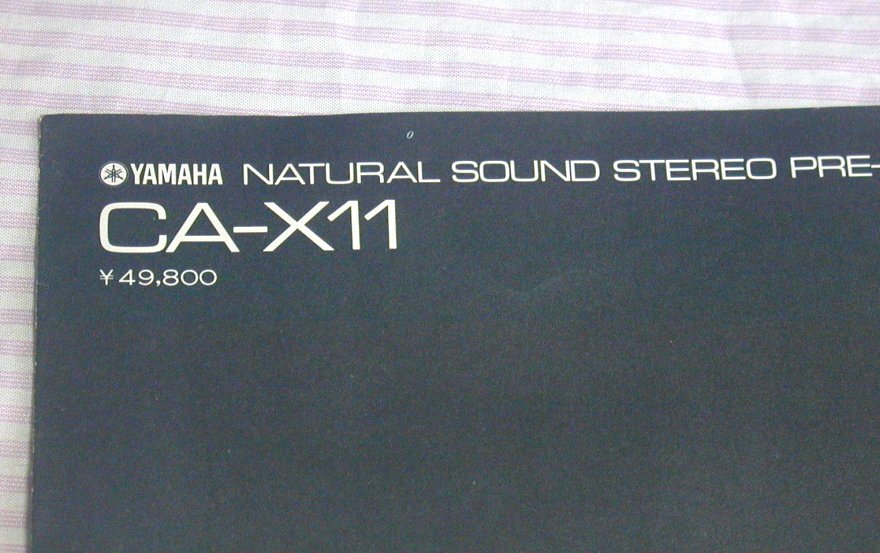 YAMAHA NATURAL SOUND STEREO PRE-
CA-X11
¥49,800